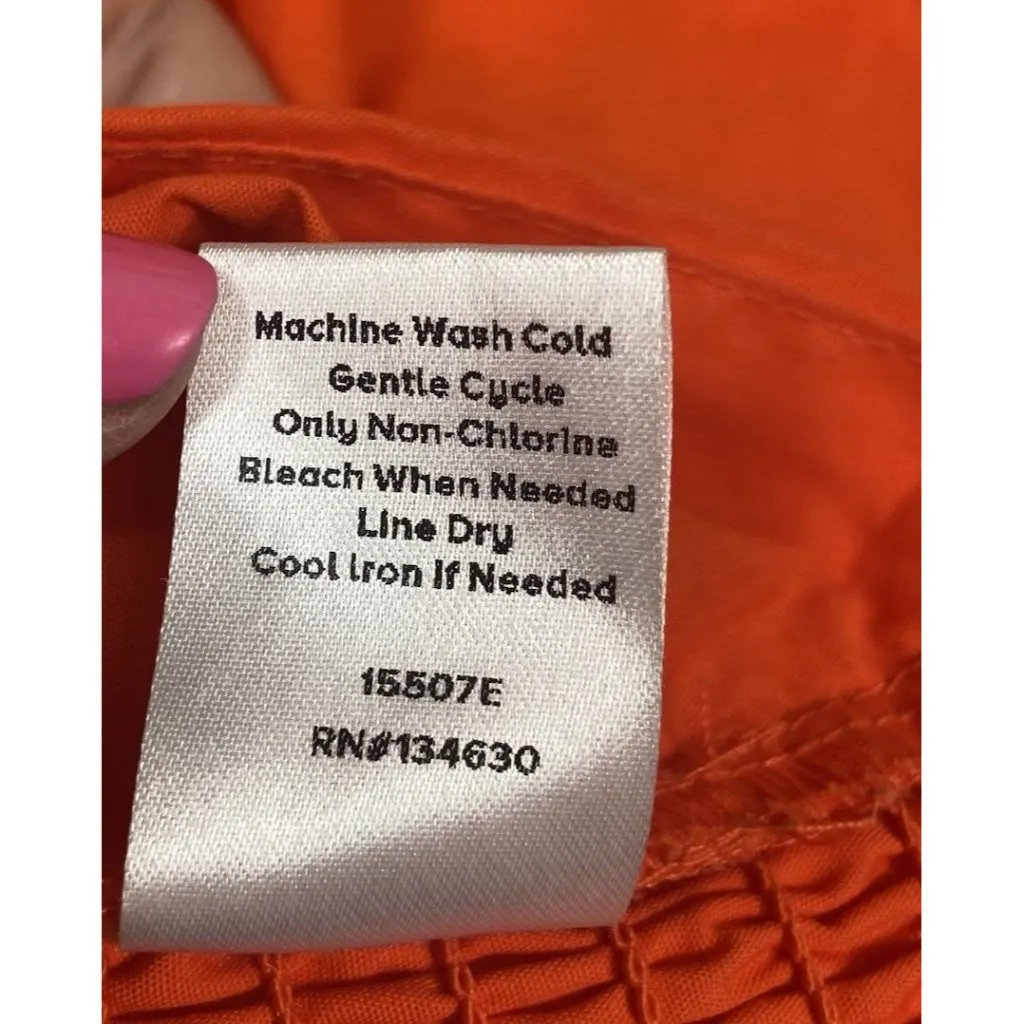 Machine Wash Cold
Gentle Cycle
Only Non-Chlorine
Bleach When Needed
Line Dry
Cool Iron If Needed
15507E
RN#134630